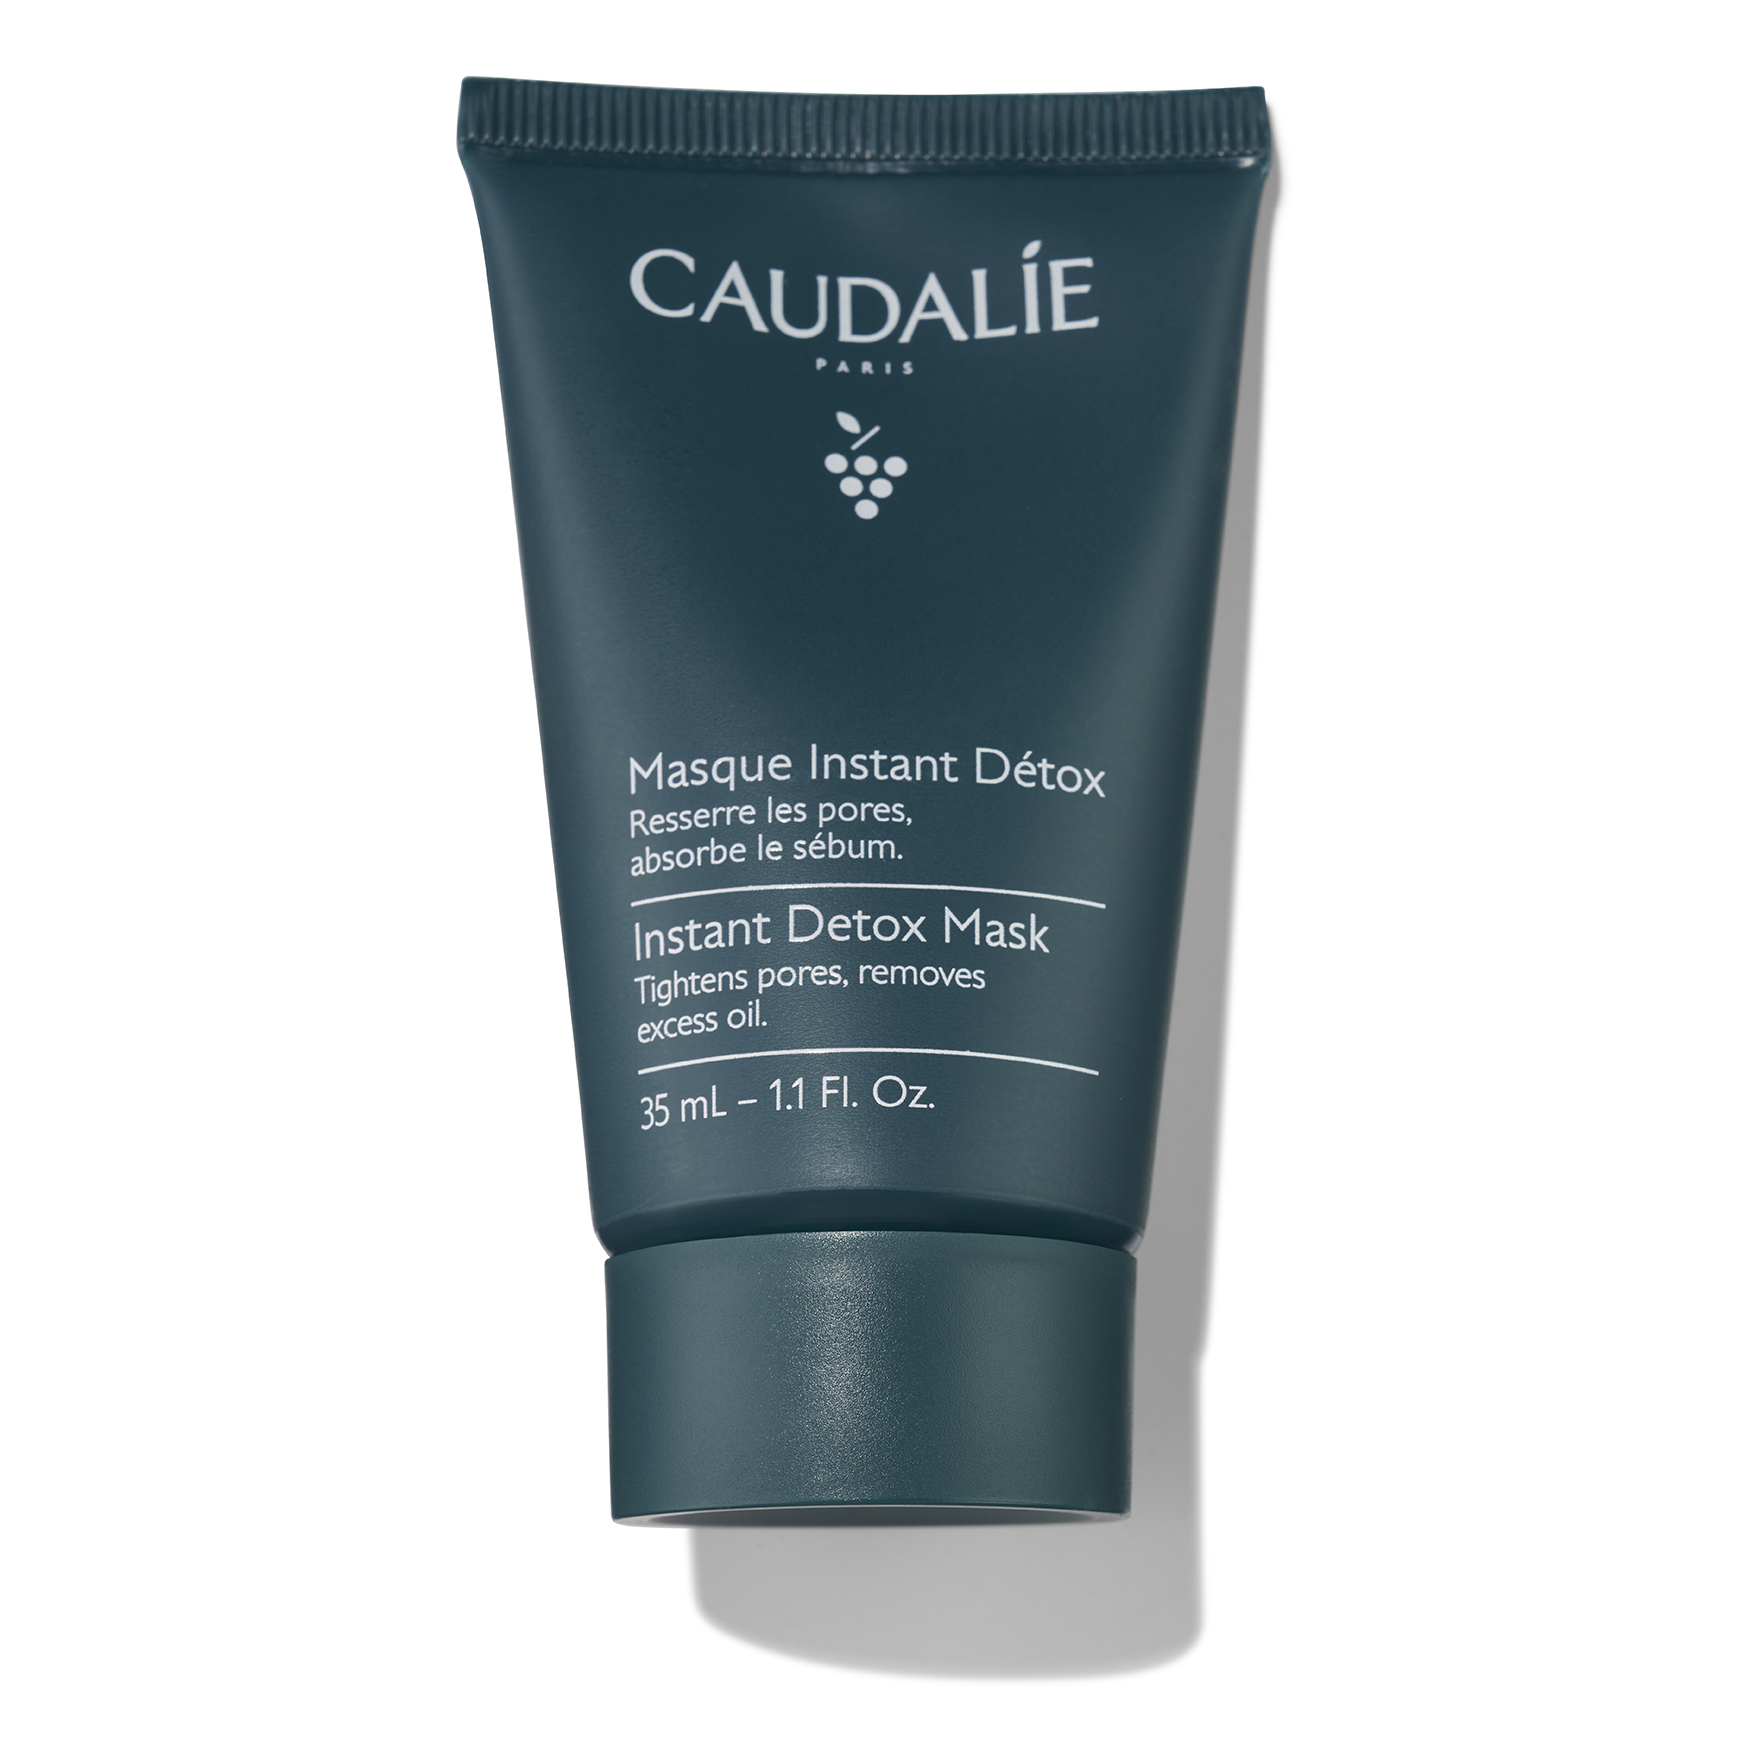 CAUDALÍE
PARIS
Masque Instant Détox
Resserre les pores,
absorbe le sébum.
Instant Detox Mask
Tightens pores, removes
excess oil.
35 mL – 1.1 Fl. Oz.